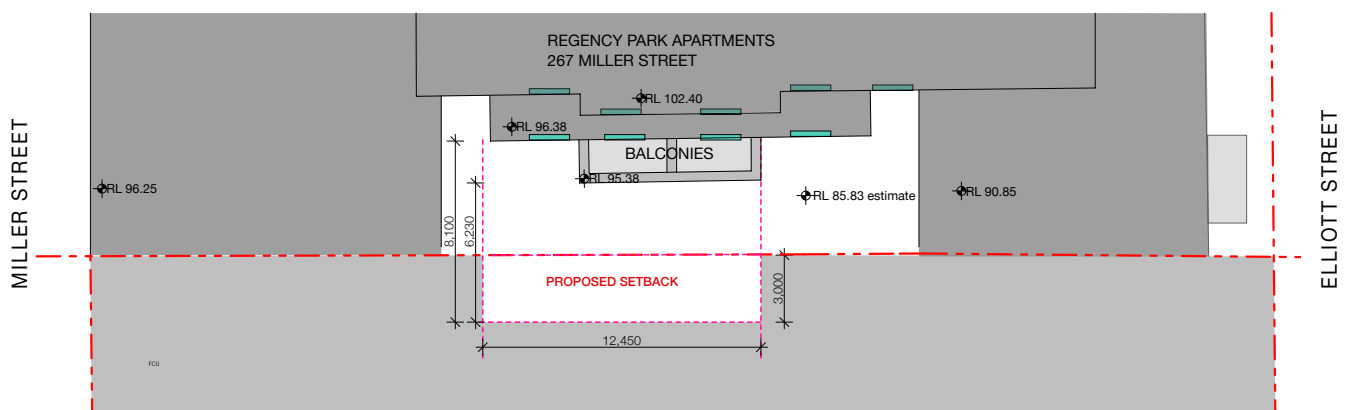 REGENCY PARK APARTMENTS
267 MILLER STREET
RL 102.40
RL 96.38
BALCONIES
RL 95.38
RL 96.25
RL 85.83 estimate
RL 90.85
MILLER STREET
ELLIOTT STREET
8,100
6,230
PROPOSED SETBACK
3,000
12,450
FCU